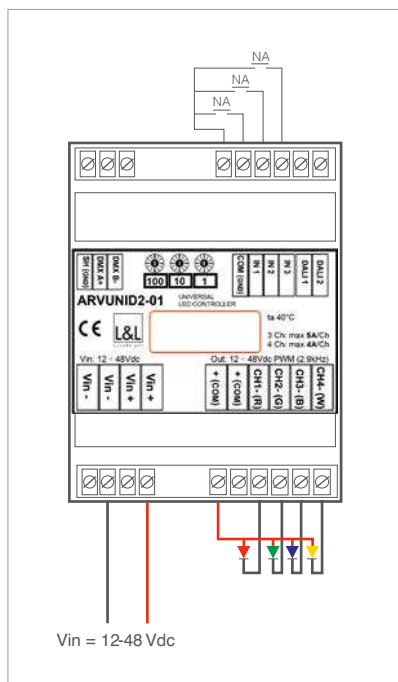 NA
NA
NA
SH (GND)
DMX A+
DMX B-
100
10
1
COM (GND)
IN 1
IN 2
IN 3
DALI 1
DALI 2
ARVUNID2-01
UNIVERSAL
LED CONTROLLER
CE
L&L
ta 40°C
3 Ch: max 5A/Ch
4 Ch: max 4A/Ch
Vin: 12 - 48Vdc
Out: 12 - 48Vdc PWM (2.9kHz)
Vin -
Vin -
Vin +
Vin +
+ (COM)
+ (COM)
CH1- (R)
CH2- (G)
CH3- (B)
CH4- (W)
Vin = 12-48 Vdc